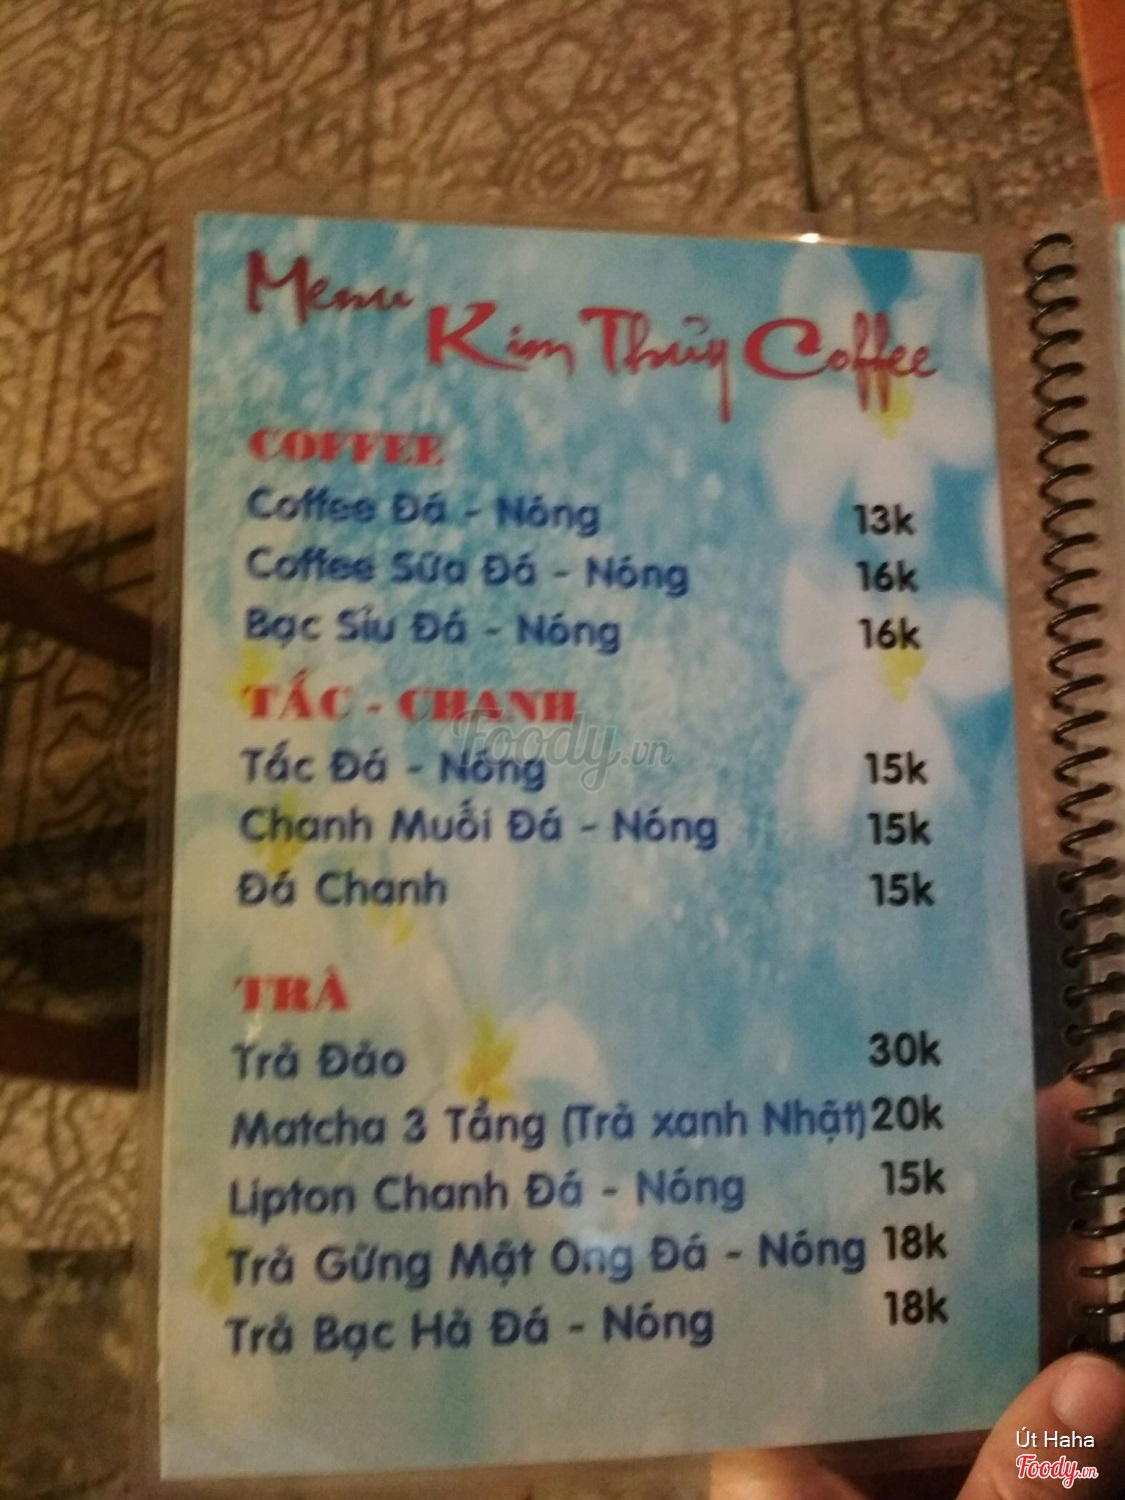 Menu
Kim Thủy Coffee
COFFEE
Coffee Đá - Nóng 13k
Coffee Sữa Đá - Nóng 16k
Bạc Sỉu Đá - Nóng 16k
TẮC - CHANH
Foody.vn
Tắc Đá - Nóng 15k
Chanh Muối Đá - Nóng 15k
Đá Chanh 15k
TRÀ
Trà Đào 30k
Matcha 3 Tầng (Trà xanh Nhật) 20k
Lipton Chanh Đá - Nóng 15k
Trà Gừng Mật Ong Đá - Nóng 18k
Trà Bạc Hà Đá - Nóng 18k
Út Haha
Foody.vn